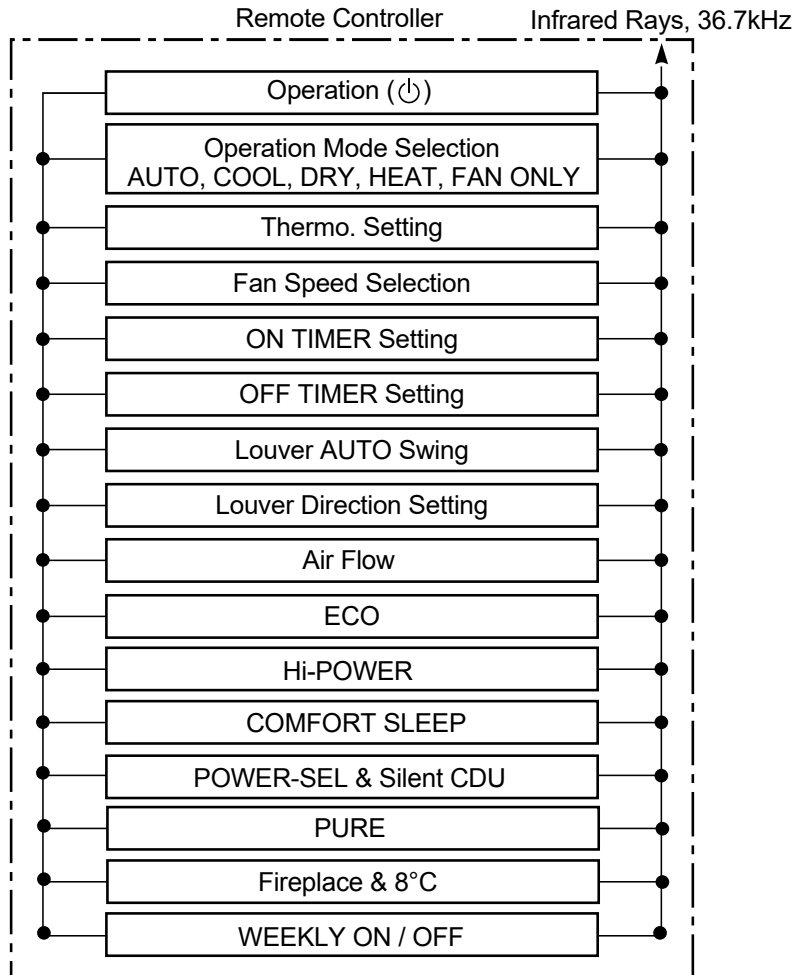 Remote Controller
Infrared Rays, 36.7kHz
Operation (⏻)
Operation Mode Selection
AUTO, COOL, DRY, HEAT, FAN ONLY
Thermo. Setting
Fan Speed Selection
ON TIMER Setting
OFF TIMER Setting
Louver AUTO Swing
Louver Direction Setting
Air Flow
ECO
Hi-POWER
COMFORT SLEEP
POWER-SEL & Silent CDU
PURE
Fireplace & 8°C
WEEKLY ON / OFF